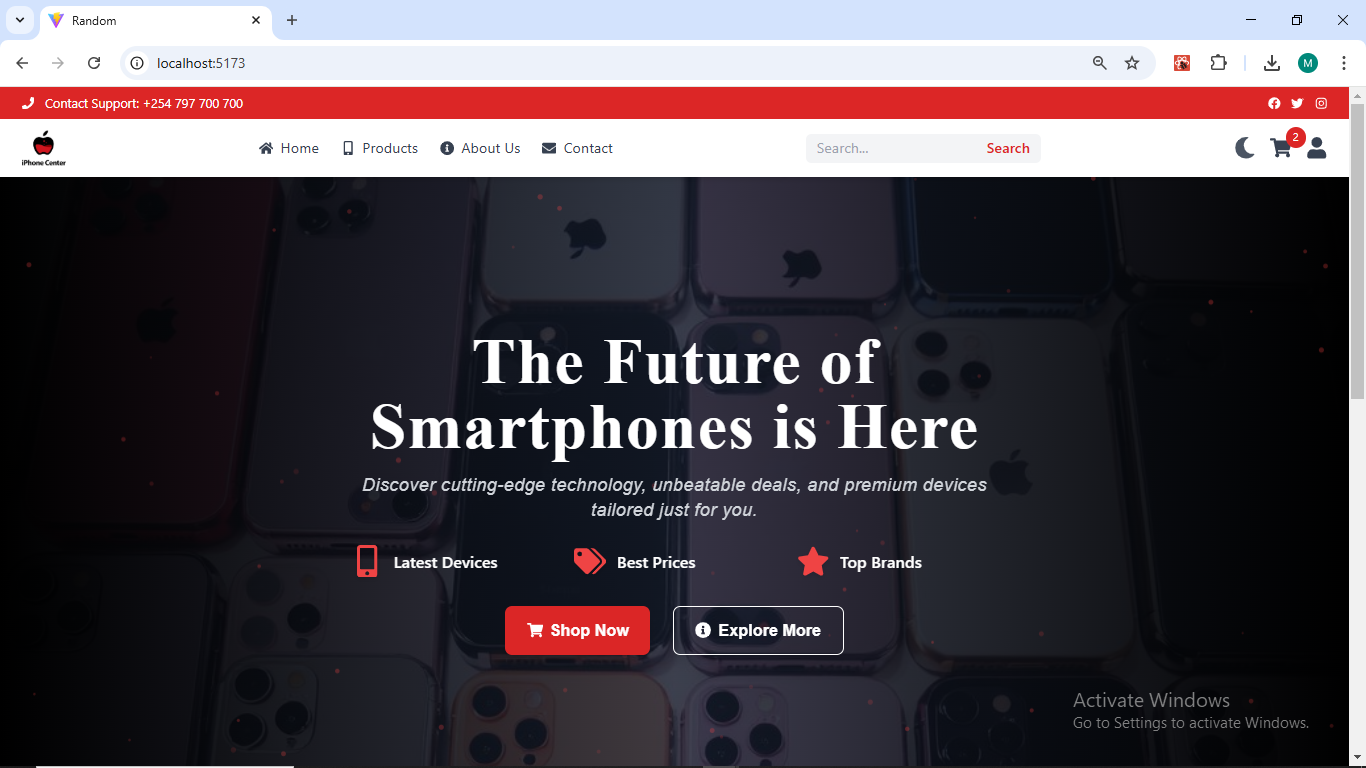 Random
localhost:5173
M
Contact Support: +254 797 700 700
iPhone Center
Home
Products
About Us
Contact
Search...
Search
2
The Future of
Smartphones is Here
Discover cutting-edge technology, unbeatable deals, and premium devices
tailored just for you.
Latest Devices
Best Prices
Top Brands
Shop Now
Explore More
Activate Windows
Go to Settings to activate Windows.